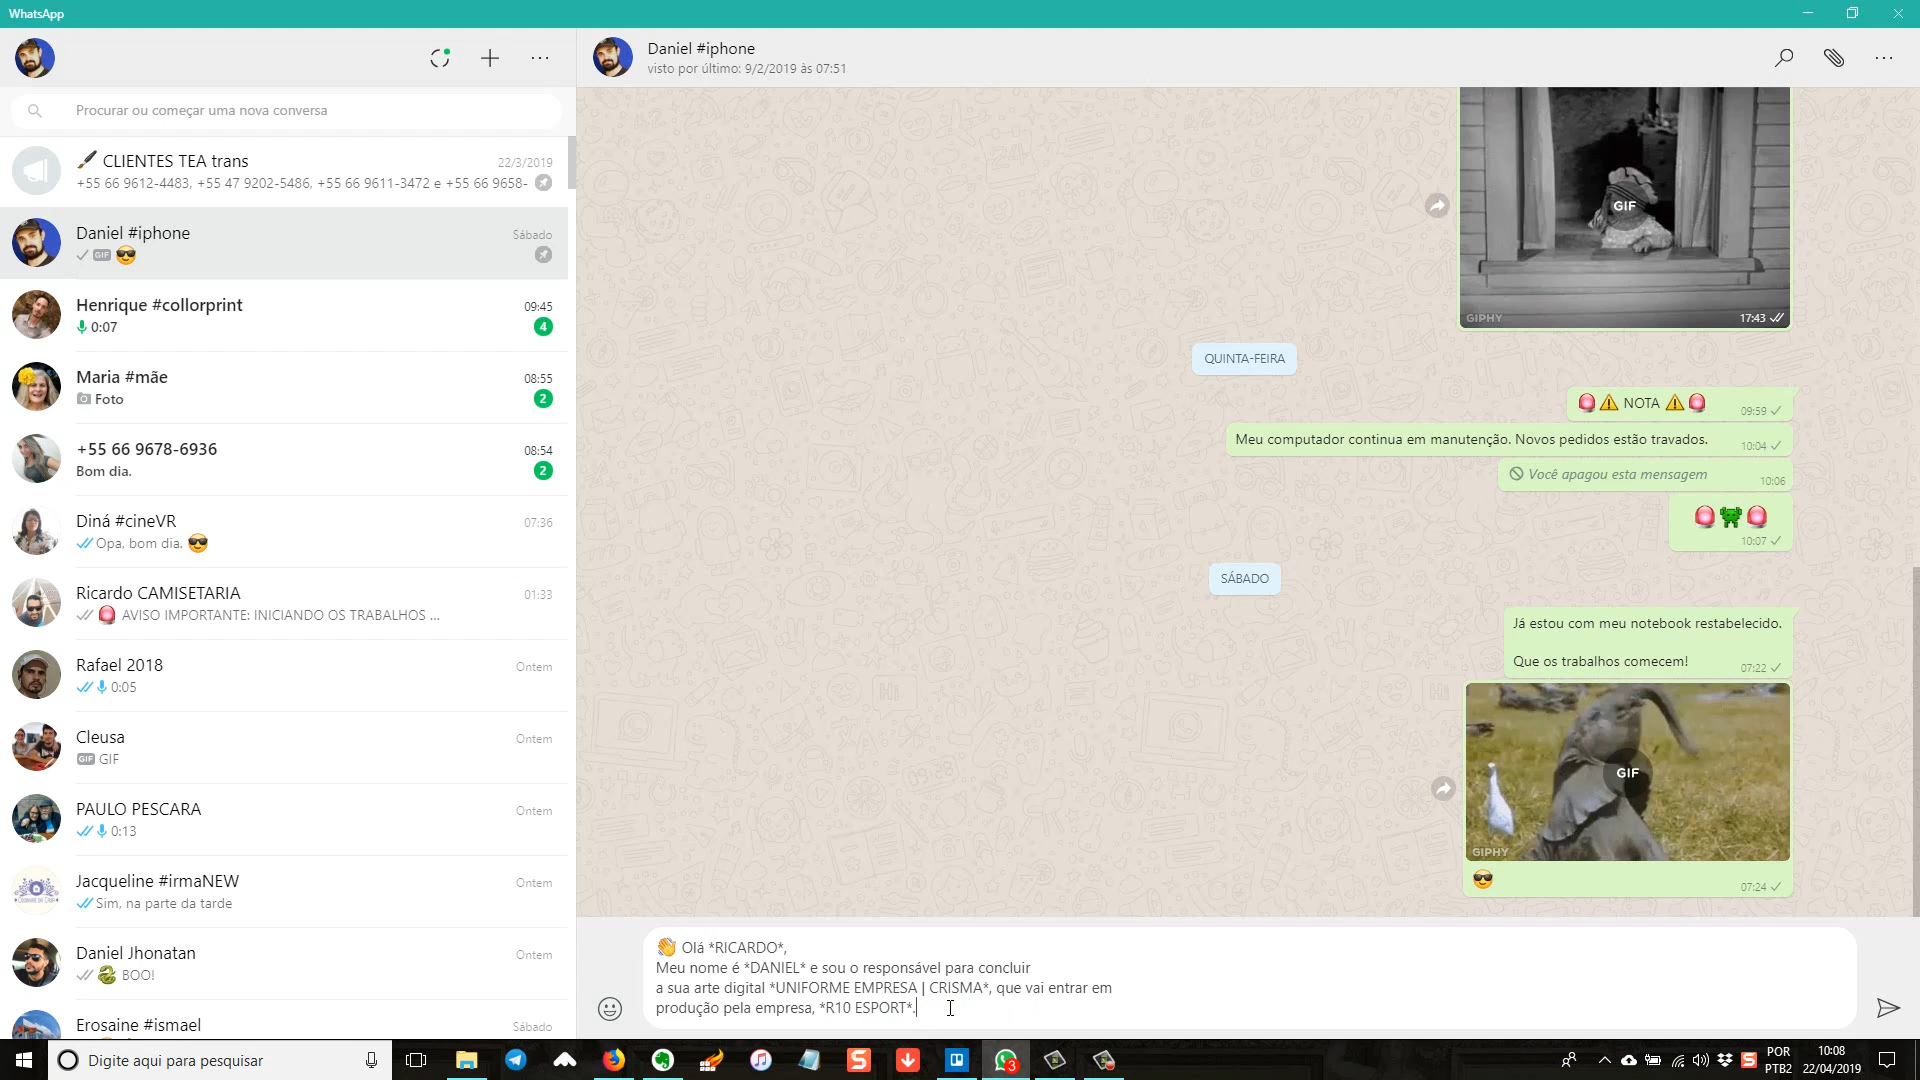 WhatsApp
Procurar ou começar uma nova conversa
CLIENTES TEA trans
22/3/2019
+55 66 9612-4483, +55 47 9202-5486, +55 66 9611-3472 e +55 66 9658-
Daniel #iphone
Sábado
GIF
Henrique #collorprint
09:45
0:07
4
Maria #mãe
08:55
Foto
2
+55 66 9678-6936
08:54
Bom dia.
2
Diná #cineVR
07:36
Opa, bom dia.
Ricardo CAMISETARIA
01:33
AVISO IMPORTANTE: INICIANDO OS TRABALHOS ...
Rafael 2018
Ontem
0:05
Cleusa
Ontem
GIF GIF
PAULO PESCARA
Ontem
0:13
Jacqueline #irmaNEW
Ontem
Sim, na parte da tarde
Daniel Jhonatan
Ontem
BOO!
Erosaine #ismael
Sábado
Daniel #iphone
visto por último: 9/2/2019 às 07:51
GIF
GIPHY
17:43
QUINTA-FEIRA
NOTA
09:59
Meu computador continua em manutenção. Novos pedidos estão travados.
10:04
Você apagou esta mensagem
10:06
10:07
SÁBADO
Já estou com meu notebook restabelecido.
Que os trabalhos comecem!
07:22
GIF
GIPHY
07:24
Olá *RICARDO*,
Meu nome é *DANIEL* e sou o responsável para concluir
a sua arte digital *UNIFORME EMPRESA | CRISMA*, que vai entrar em
produção pela empresa, *R10 ESPORT*.
Digite aqui para pesquisar
3
POR
PTB2
10:08
22/04/2019